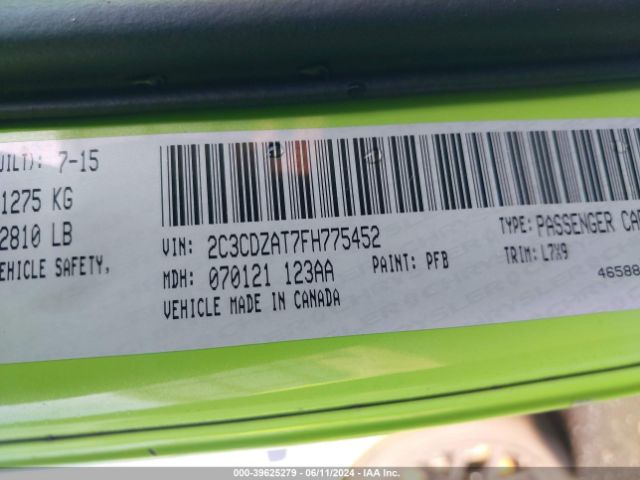 UILT): 7-15
1275 KG
2810 LB
EHICLE SAFETY,
VIN: 2C3CDZAT7FH775452
TYPE: PASSENGER CA
MDH: 070121 123AA
PAINT: PFB
TRIM: L7X9
VEHICLE MADE IN CANADA
46588
000-39625279 - 06/11/2024 - IAA Inc.